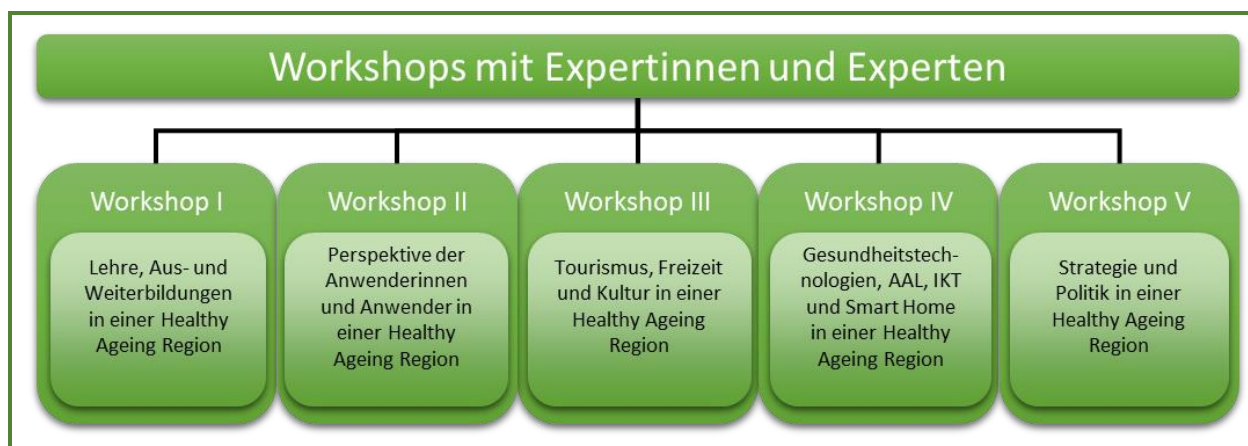 Workshops mit Expertinnen und Experten
Workshop I
Lehre, Aus- und
Weiterbildungen
in einer Healthy
Ageing Region
Workshop II
Perspektive der
Anwenderinnen
und Anwender in
einer Healthy
Ageing Region
Workshop III
Tourismus, Freizeit
und Kultur in einer
Healthy Ageing
Region
Workshop IV
Gesundheitstech-
nologien, AAL, IKT
und Smart Home
in einer Healthy
Ageing Region
Workshop V
Strategie und
Politik in einer
Healthy Ageing
Region